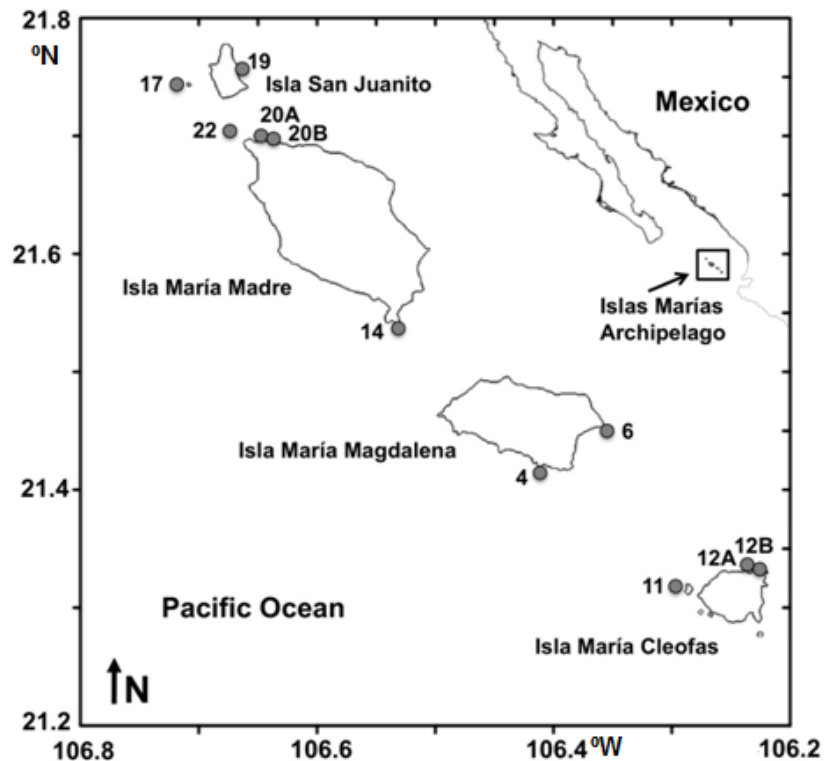 21.8
⁰N
19
17
Isla San Juanito
Mexico
20A
22
20B
21.6
Isla María Madre
Islas Marías
Archipelago
14
6
Isla María Magdalena
4
21.4
12B
12A
11
Pacific Ocean
Isla María Cleofas
N
21.2
106.8
106.6
106.4
⁰W
106.2